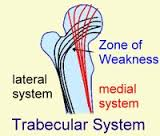 Zone of
Weakness
lateral
system
medial
system
Trabecular System